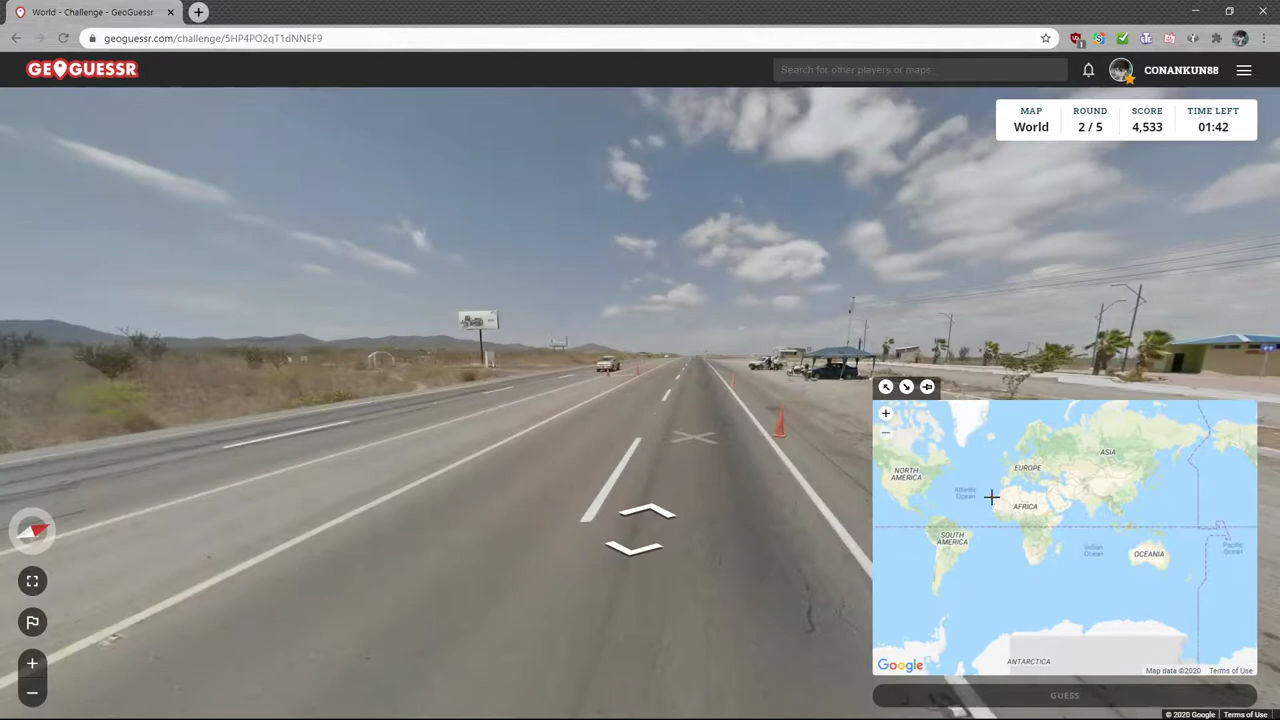 World - Challenge - GeoGuessr
geoguessr.com/challenge/5HP4PO2qT1dNNEF9
GEOGUESSR
Search for other players or maps
CONANKUN88
MAP
World
ROUND
2 / 5
SCORE
4,533
TIME LEFT
01:42
NORTH
AMERICA
Atlantic
Ocean
EUROPE
ASIA
AFRICA
SOUTH
AMERICA
Indian
Ocean
OCEANIA
Pacific
Ocean
ANTARCTICA
Google
Map data ©2020
Terms of Use
GUESS
© 2020 Google
Terms of Use